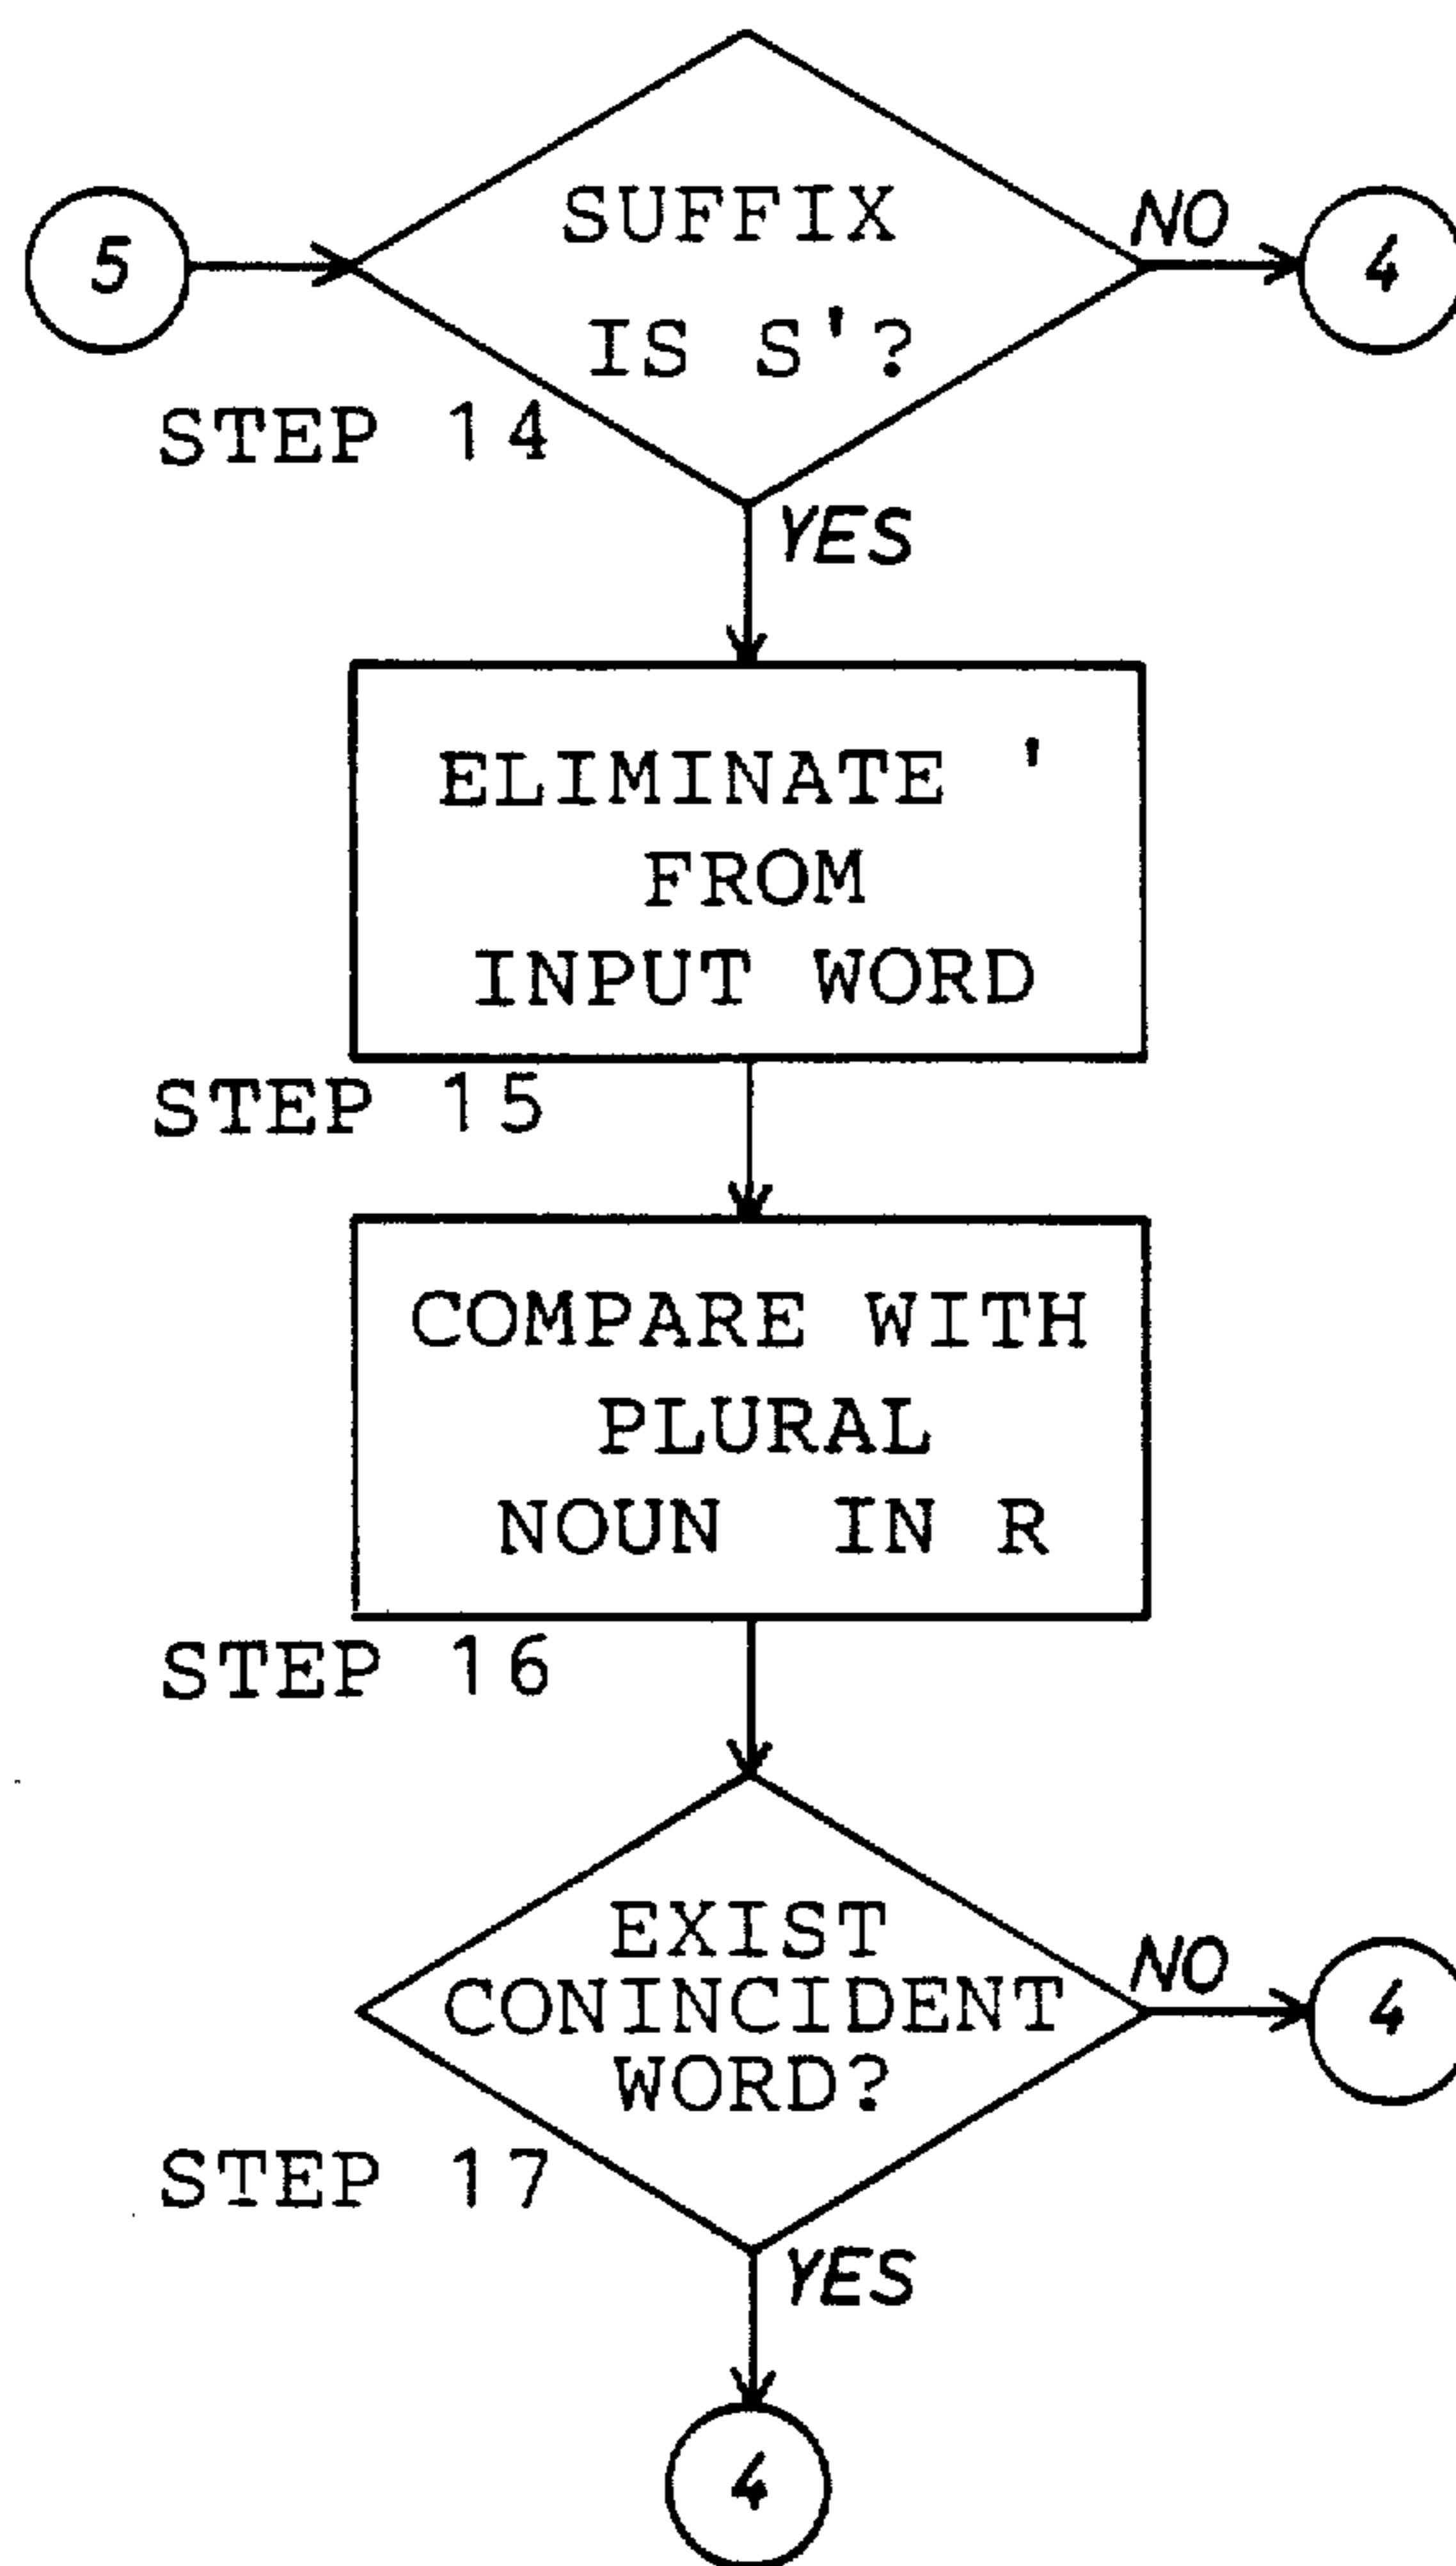 5
SUFFIX
IS S'?
NO
4
STEP 14
YES
ELIMINATE '
FROM
INPUT WORD
STEP 15
COMPARE WITH
PLURAL
NOUN IN R
STEP 16
EXIST
CONINCIDENT
WORD?
NO
4
STEP 17
YES
4